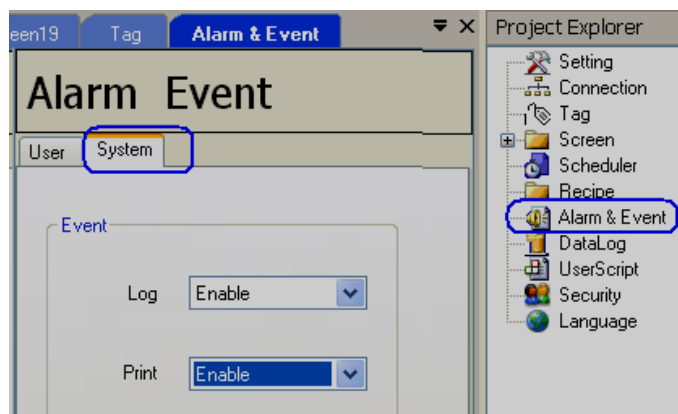 een19 Tag Alarm & Event
Alarm Event
User System
Event
Log Enable
Print Enable
Project Explorer
Setting
Connection
Tag
Screen
Scheduler
Recipe
Alarm & Event
DataLog
UserScript
Security
Language